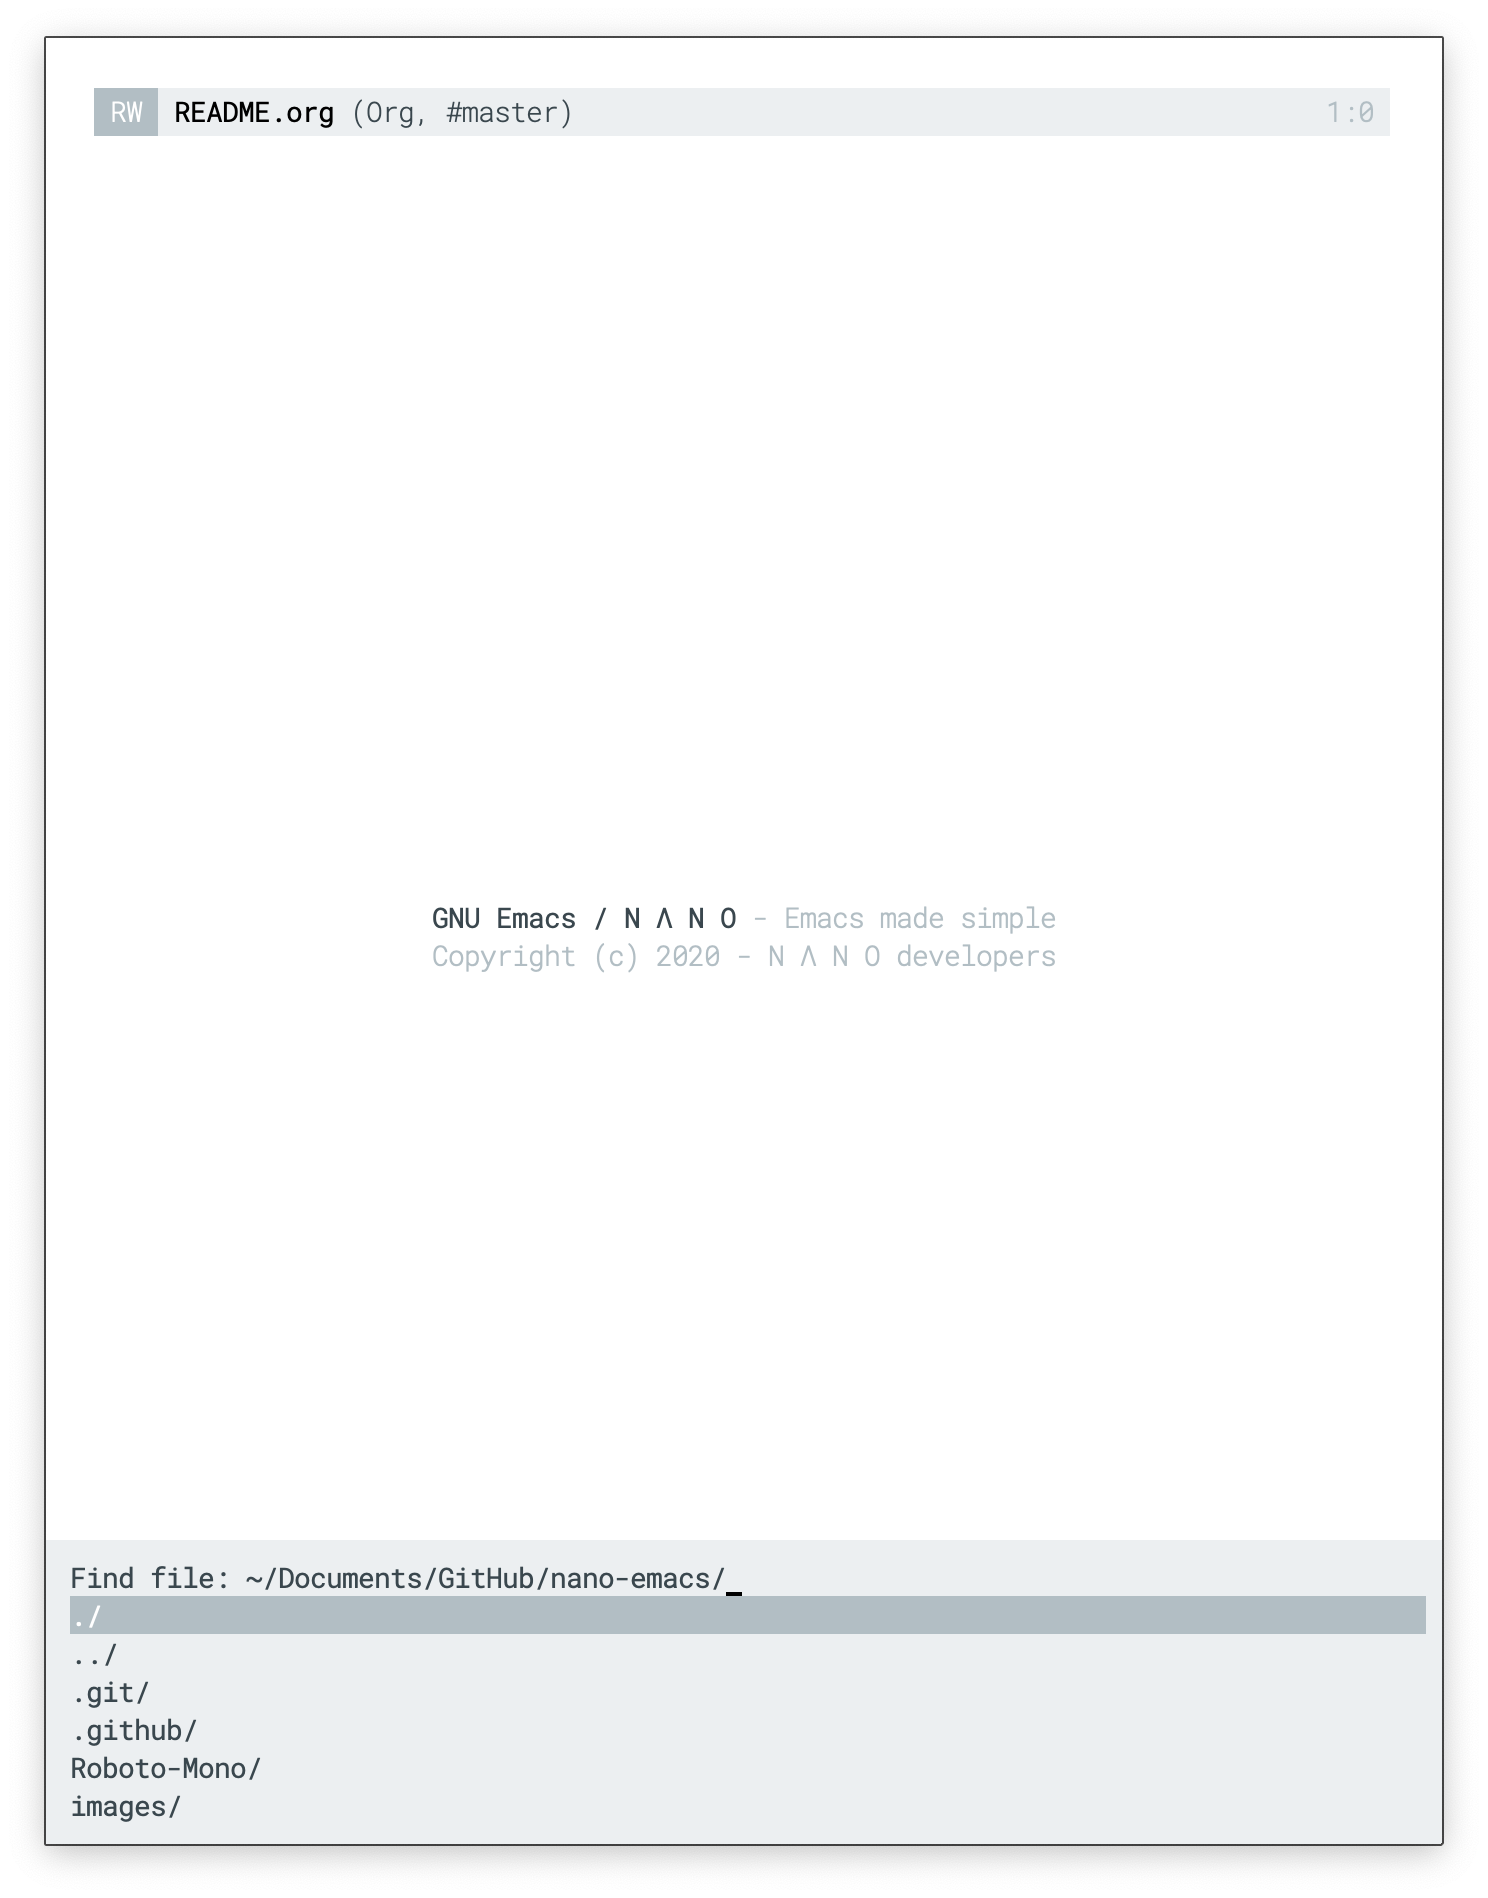 RW README.org (Org, #master) 1:0
GNU Emacs / N Λ N O - Emacs made simple
Copyright (c) 2020 - N Λ N O developers
Find file: ~/Documents/GitHub/nano-emacs/
./
../
.git/
.github/
Roboto-Mono/
images/